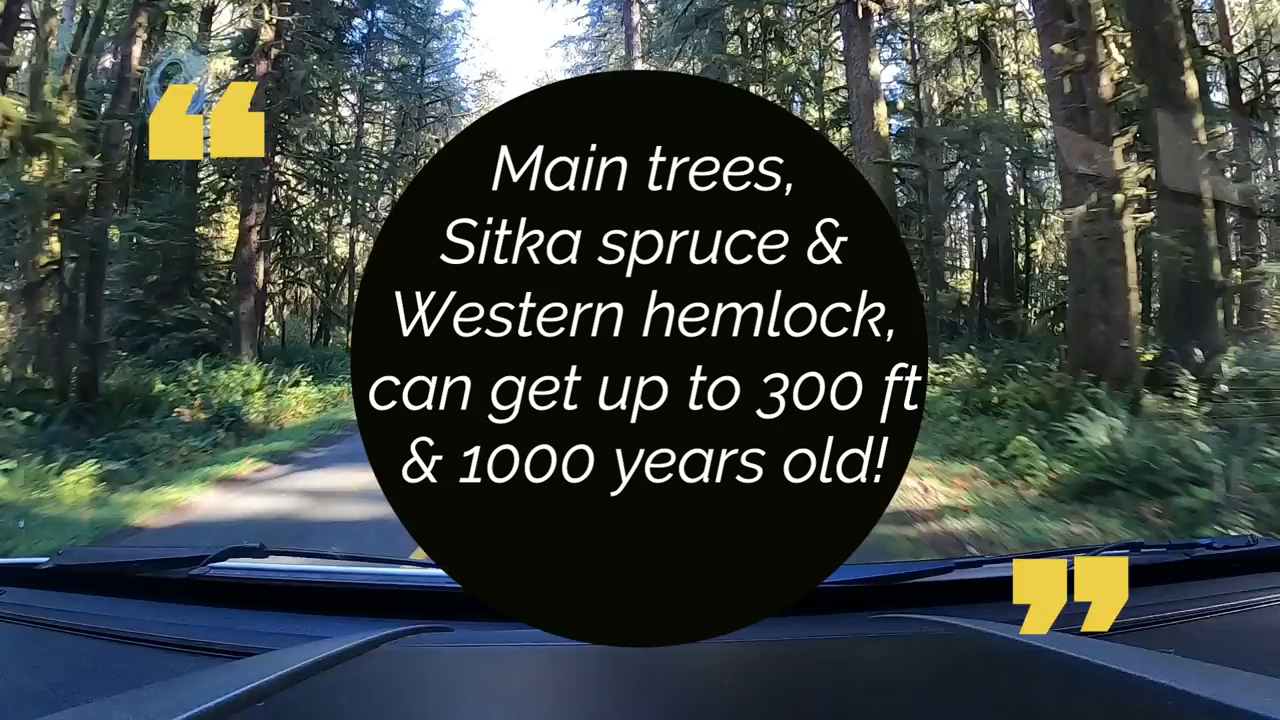 Main trees,
Sitka spruce &
Western hemlock,
can get up to 300 ft
& 1000 years old!